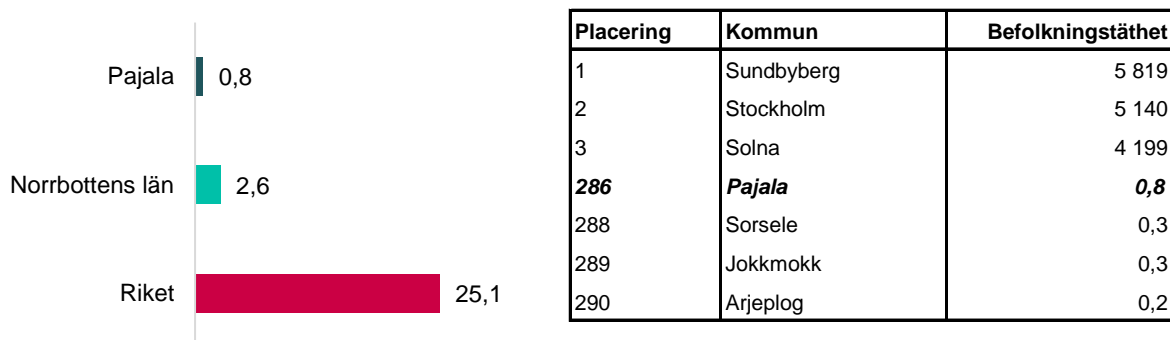 Pajala 0,8
Norrbottens län 2,6
Riket 25,1
Placering Kommun Befolkningstäthet
1 Sundbyberg 5 819
2 Stockholm 5 140
3 Solna 4 199
286 Pajala 0,8
288 Sorsele 0,3
289 Jokkmokk 0,3
290 Arjeplog 0,2